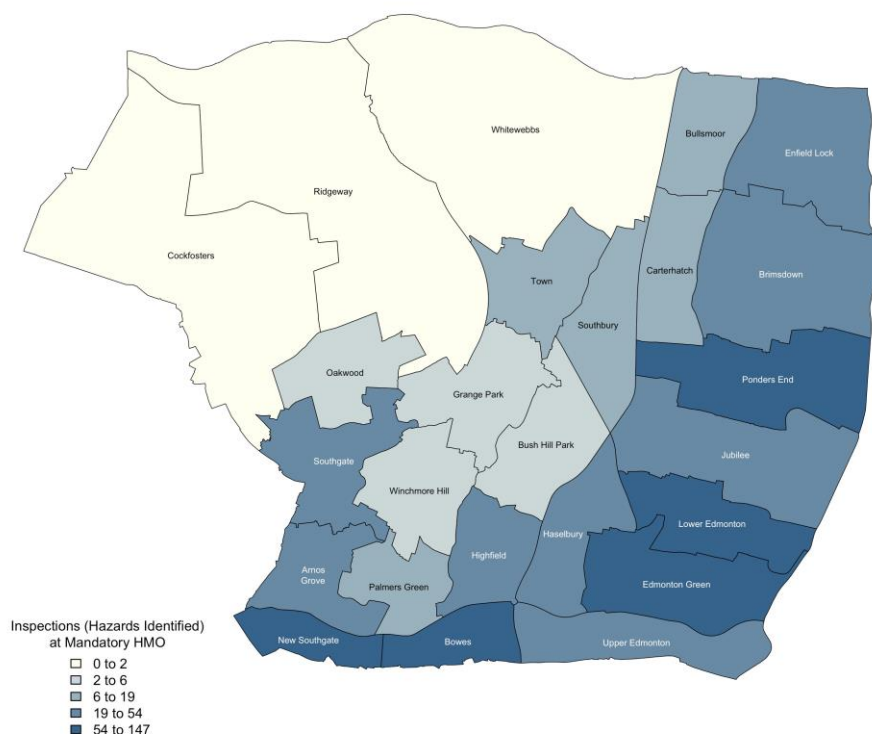 Whitewebbs
Bullsmoor
Enfield Lock
Ridgeway
Cockfosters
Town
Carterhatch
Brimsdown
Southbury
Oakwood
Ponders End
Grange Park
Bush Hill Park
Jubilee
Southgate
Winchmore Hill
Lower Edmonton
Haselbury
Highfield
Amos
Grove
Palmers Green
Edmonton Green
New Southgate
Bowes
Upper Edmonton
Inspections (Hazards Identified)
at Mandatory HMO
0 to 2
2 to 6
6 to 19
19 to 54
54 to 147